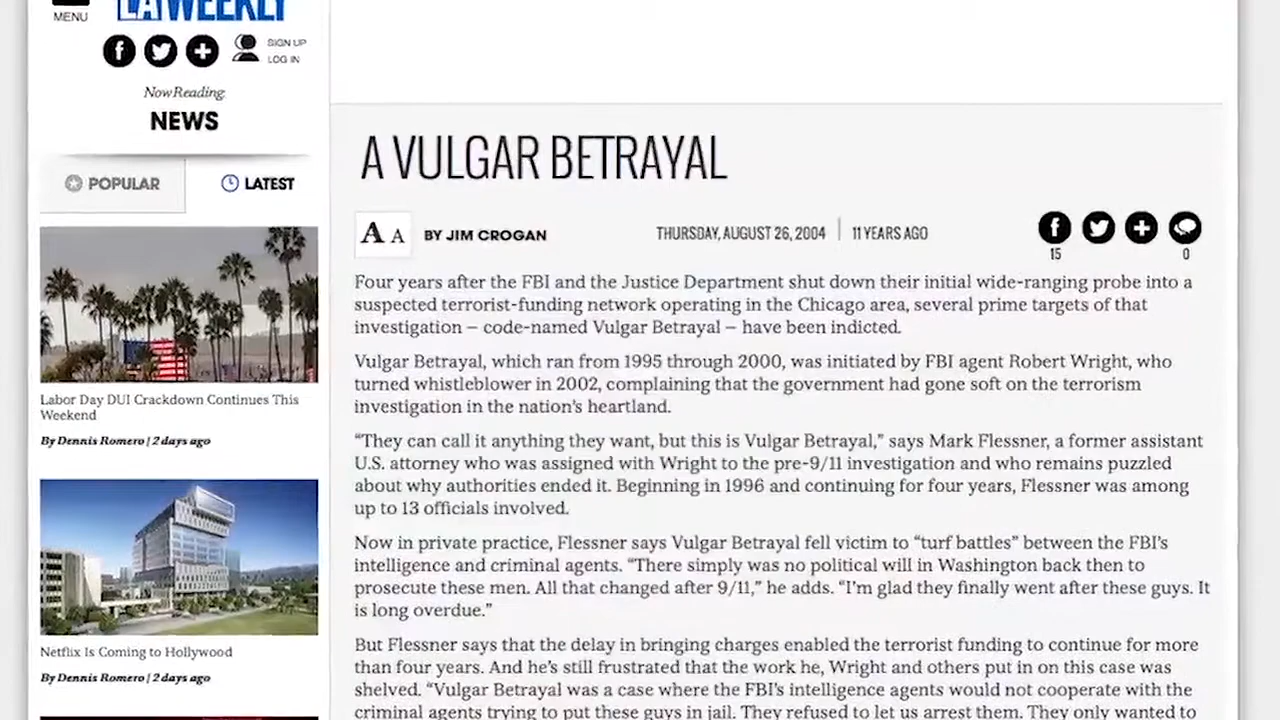 MENU
LA WEEKLY
SIGN UP
LOG IN
Now Reading:
NEWS
POPULAR
LATEST
Labor Day DUI Crackdown Continues This
Weekend
By Dennis Romero | 2 days ago
Netflix Is Coming to Hollywood
By Dennis Romero | 2 days ago
A VULGAR BETRAYAL
A A
BY JIM CROGAN
THURSDAY, AUGUST 26, 2004 | 11 YEARS AGO
15
0
Four years after the FBI and the Justice Department shut down their initial wide-ranging probe into a
suspected terrorist-funding network operating in the Chicago area, several prime targets of that
investigation – code-named Vulgar Betrayal – have been indicted.
Vulgar Betrayal, which ran from 1995 through 2000, was initiated by FBI agent Robert Wright, who
turned whistleblower in 2002, complaining that the government had gone soft on the terrorism
investigation in the nation's heartland.
“They can call it anything they want, but this is Vulgar Betrayal,” says Mark Flessner, a former assistant
U.S. attorney who was assigned with Wright to the pre-9/11 investigation and who remains puzzled
about why authorities ended it. Beginning in 1996 and continuing for four years, Flessner was among
up to 13 officials involved.
Now in private practice, Flessner says Vulgar Betrayal fell victim to “turf battles” between the FBI’s
intelligence and criminal agents. “There simply was no political will in Washington back then to
prosecute these men. All that changed after 9/11,” he adds. “I’m glad they finally went after these guys. It
is long overdue.”
But Flessner says that the delay in bringing charges enabled the terrorist funding to continue for more
than four years. And he’s still frustrated that the work he, Wright and others put in on this case was
shelved. “Vulgar Betrayal was a case where the FBI’s intelligence agents would not cooperate with the
criminal agents trying to put these guys in jail. They refused to let us arrest them. They only wanted to